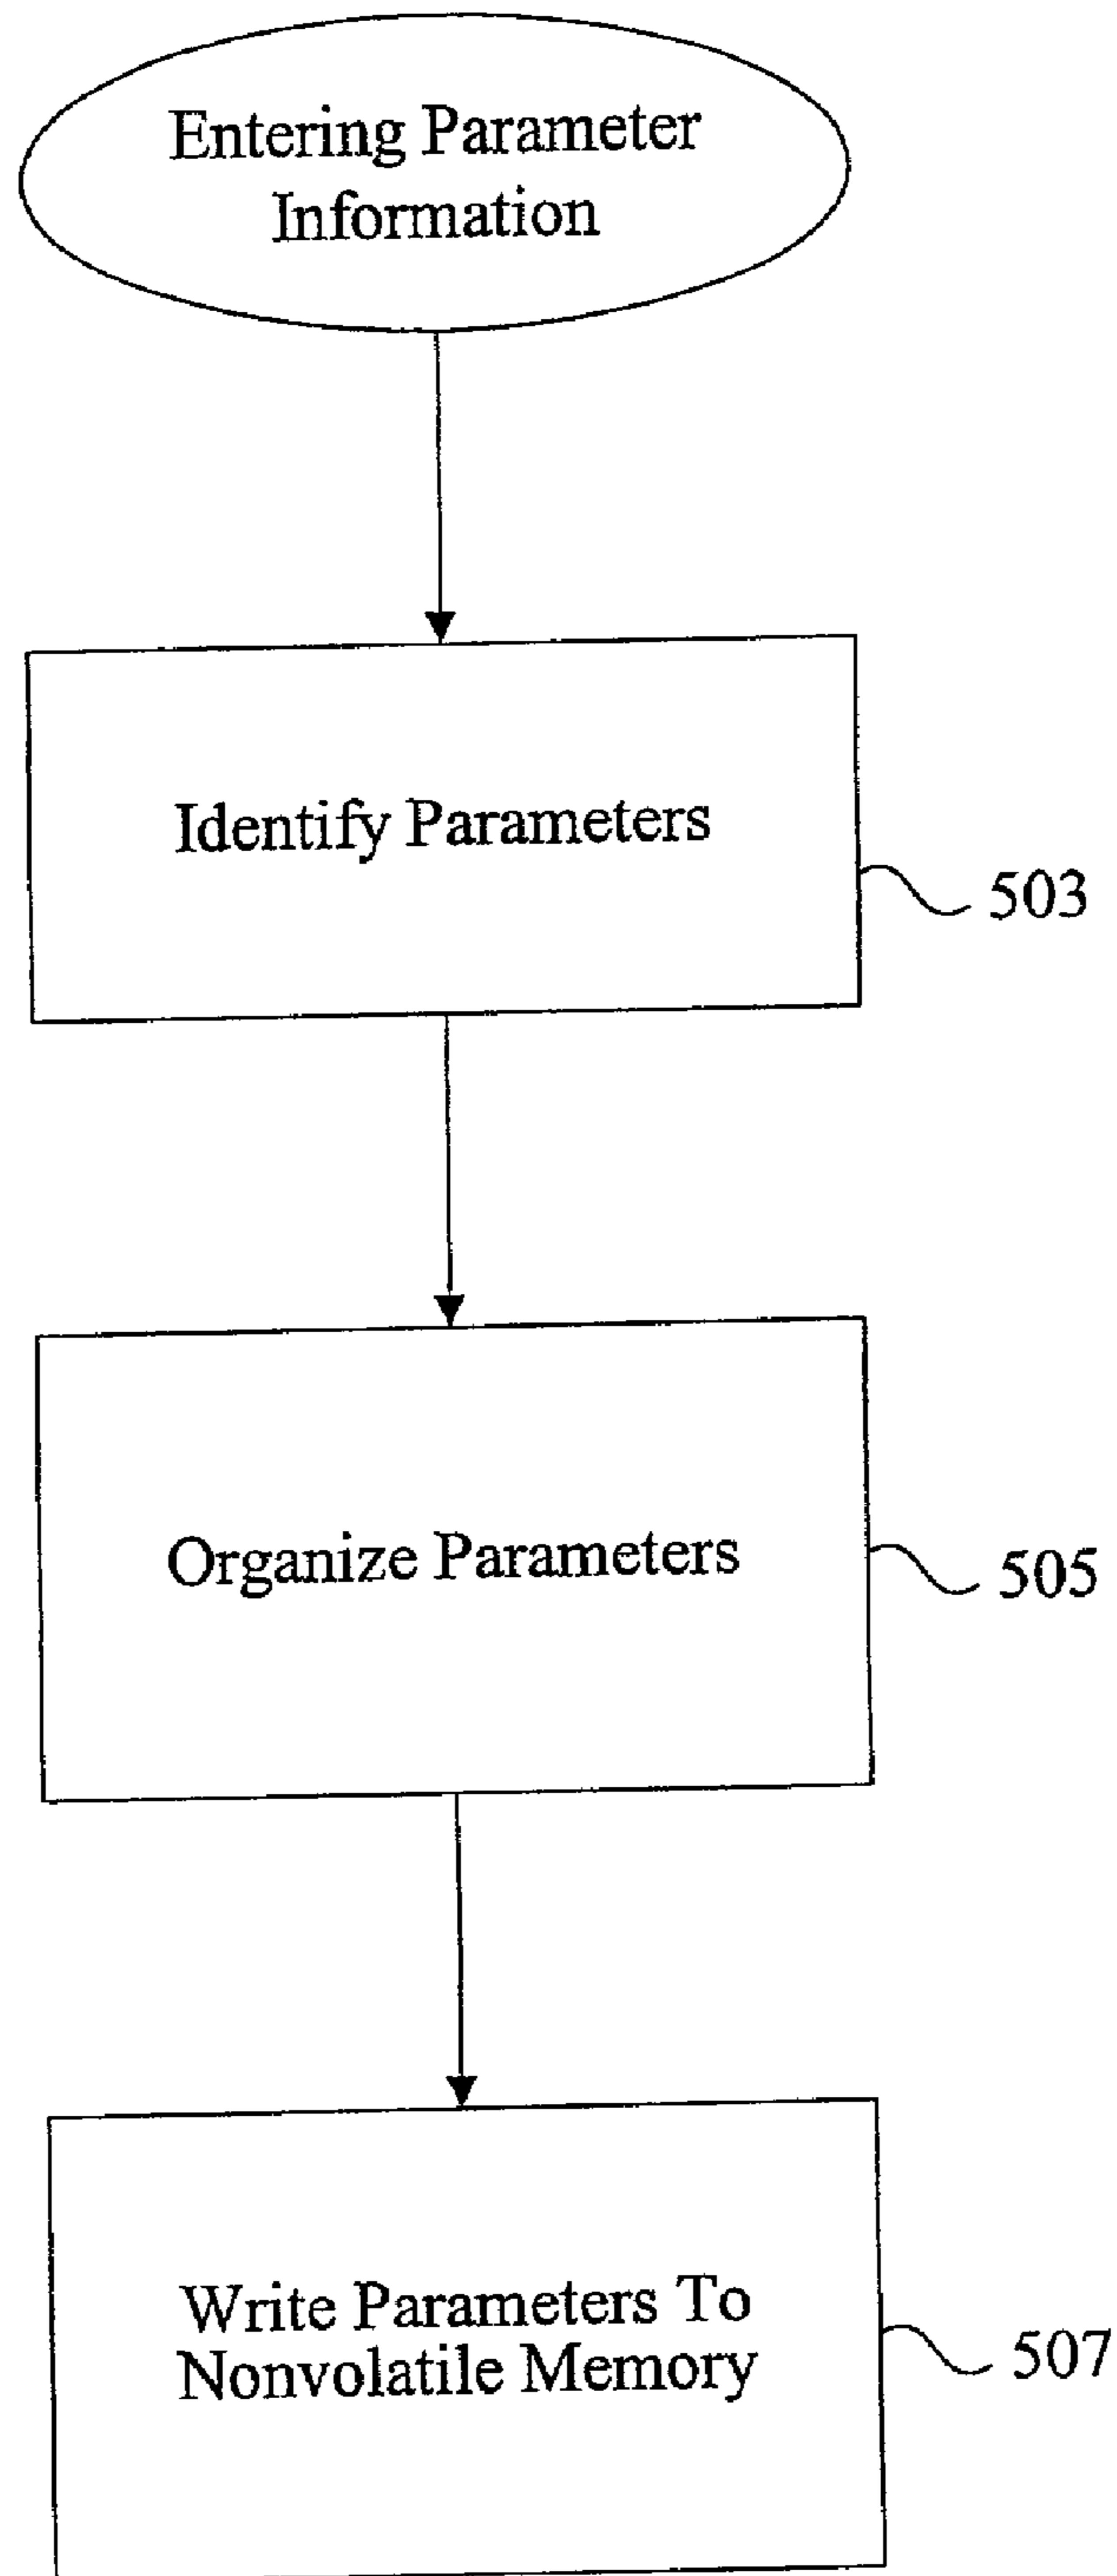 Entering Parameter
Information
Identify Parameters
503
Organize Parameters
505
Write Parameters To
Nonvolatile Memory
507